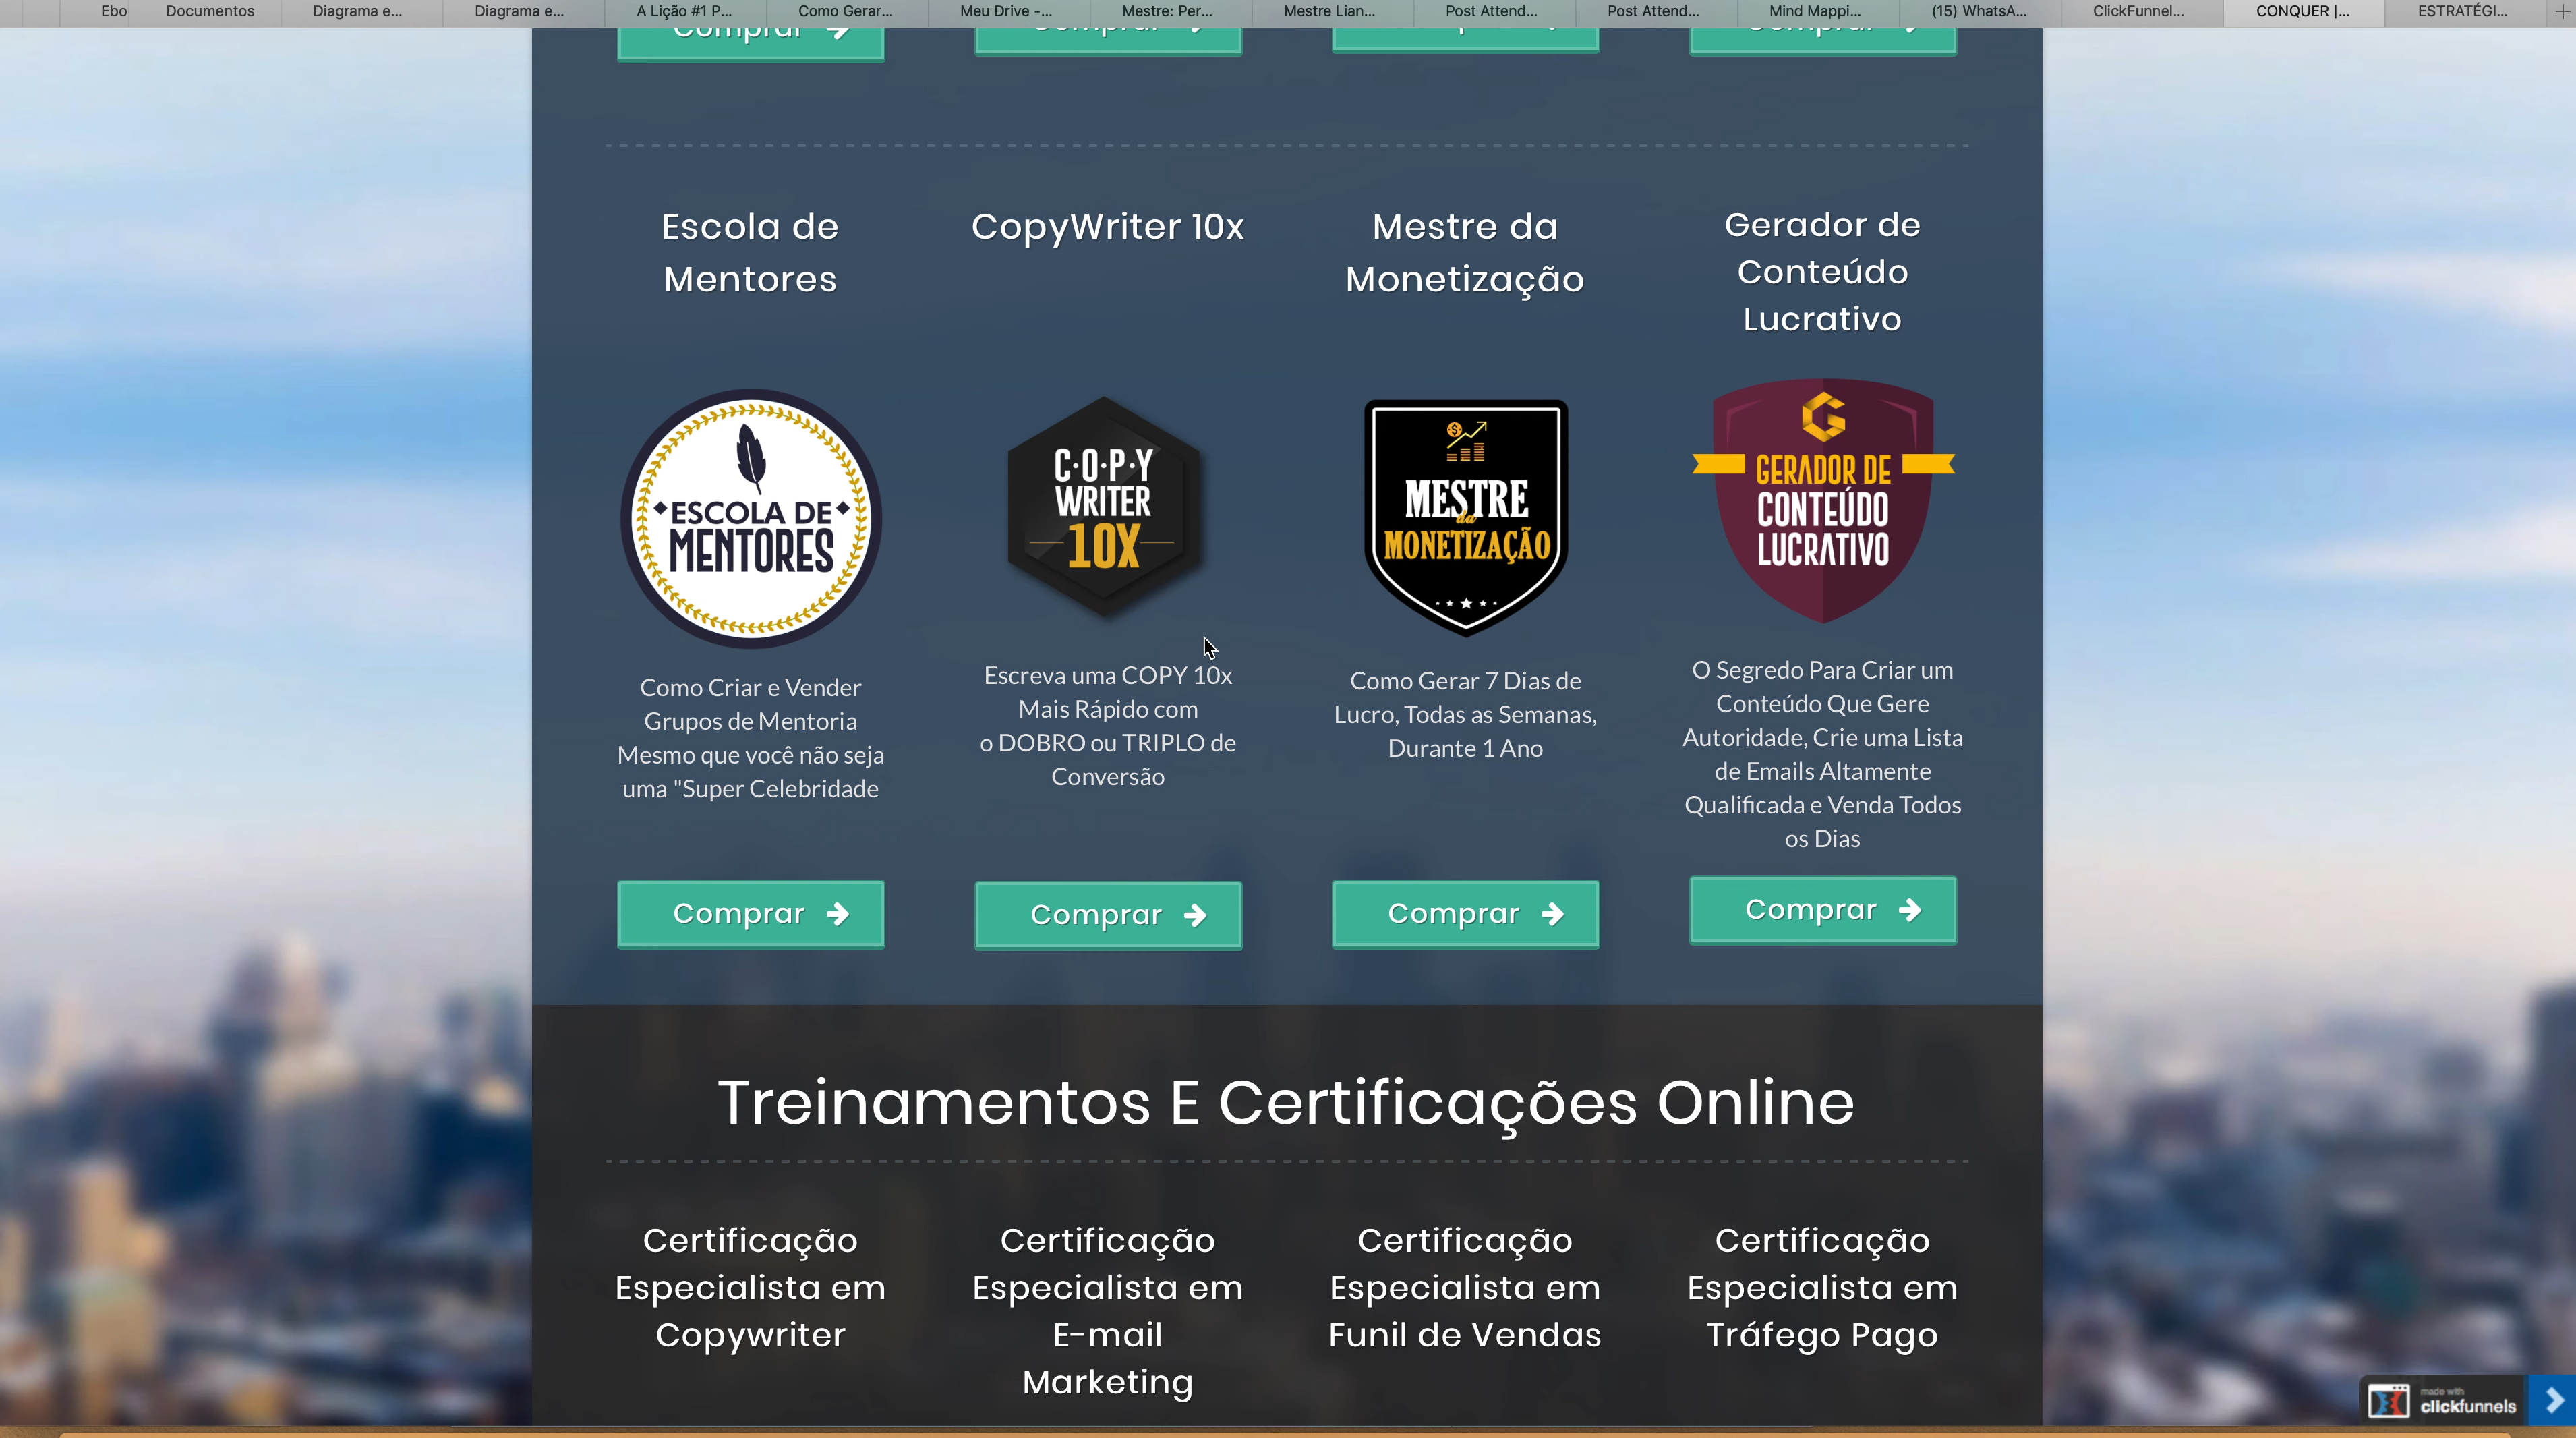 Ebo
Documentos
Diagrama e...
Diagrama e...
A Lição #1 P...
Como Gerar...
Meu Drive -...
Mestre: Per...
Mestre Lian...
Post Attend...
Post Attend...
Mind Mappi...
(15) WhatsA...
ClickFunnel...
CONQUER |...
ESTRATÉGI...
Comprar
Comprar
Comprar
Escola de
Mentores
CopyWriter 10x
Mestre da
Monetização
Gerador de
Conteúdo
Lucrativo
ESCOLA DE
MENTORES
C·O·P·Y
WRITER
10X
MESTRE
da
MONETIZAÇÃO
G
GERADOR DE
CONTEÚDO
LUCRATIVO
Como Criar e Vender
Grupos de Mentoria
Mesmo que você não seja
uma "Super Celebridade
Escreva uma COPY 10x
Mais Rápido com
o DOBRO ou TRIPLO de
Conversão
Como Gerar 7 Dias de
Lucro, Todas as Semanas,
Durante 1 Ano
O Segredo Para Criar um
Conteúdo Que Gere
Autoridade, Crie uma Lista
de Emails Altamente
Qualificada e Venda Todos
os Dias
Comprar
Comprar
Comprar
Comprar
Treinamentos E Certificações Online
Certificação
Especialista em
Copywriter
Certificação
Especialista em
E-mail
Marketing
Certificação
Especialista em
Funil de Vendas
Certificação
Especialista em
Tráfego Pago
made with
clickfunnels